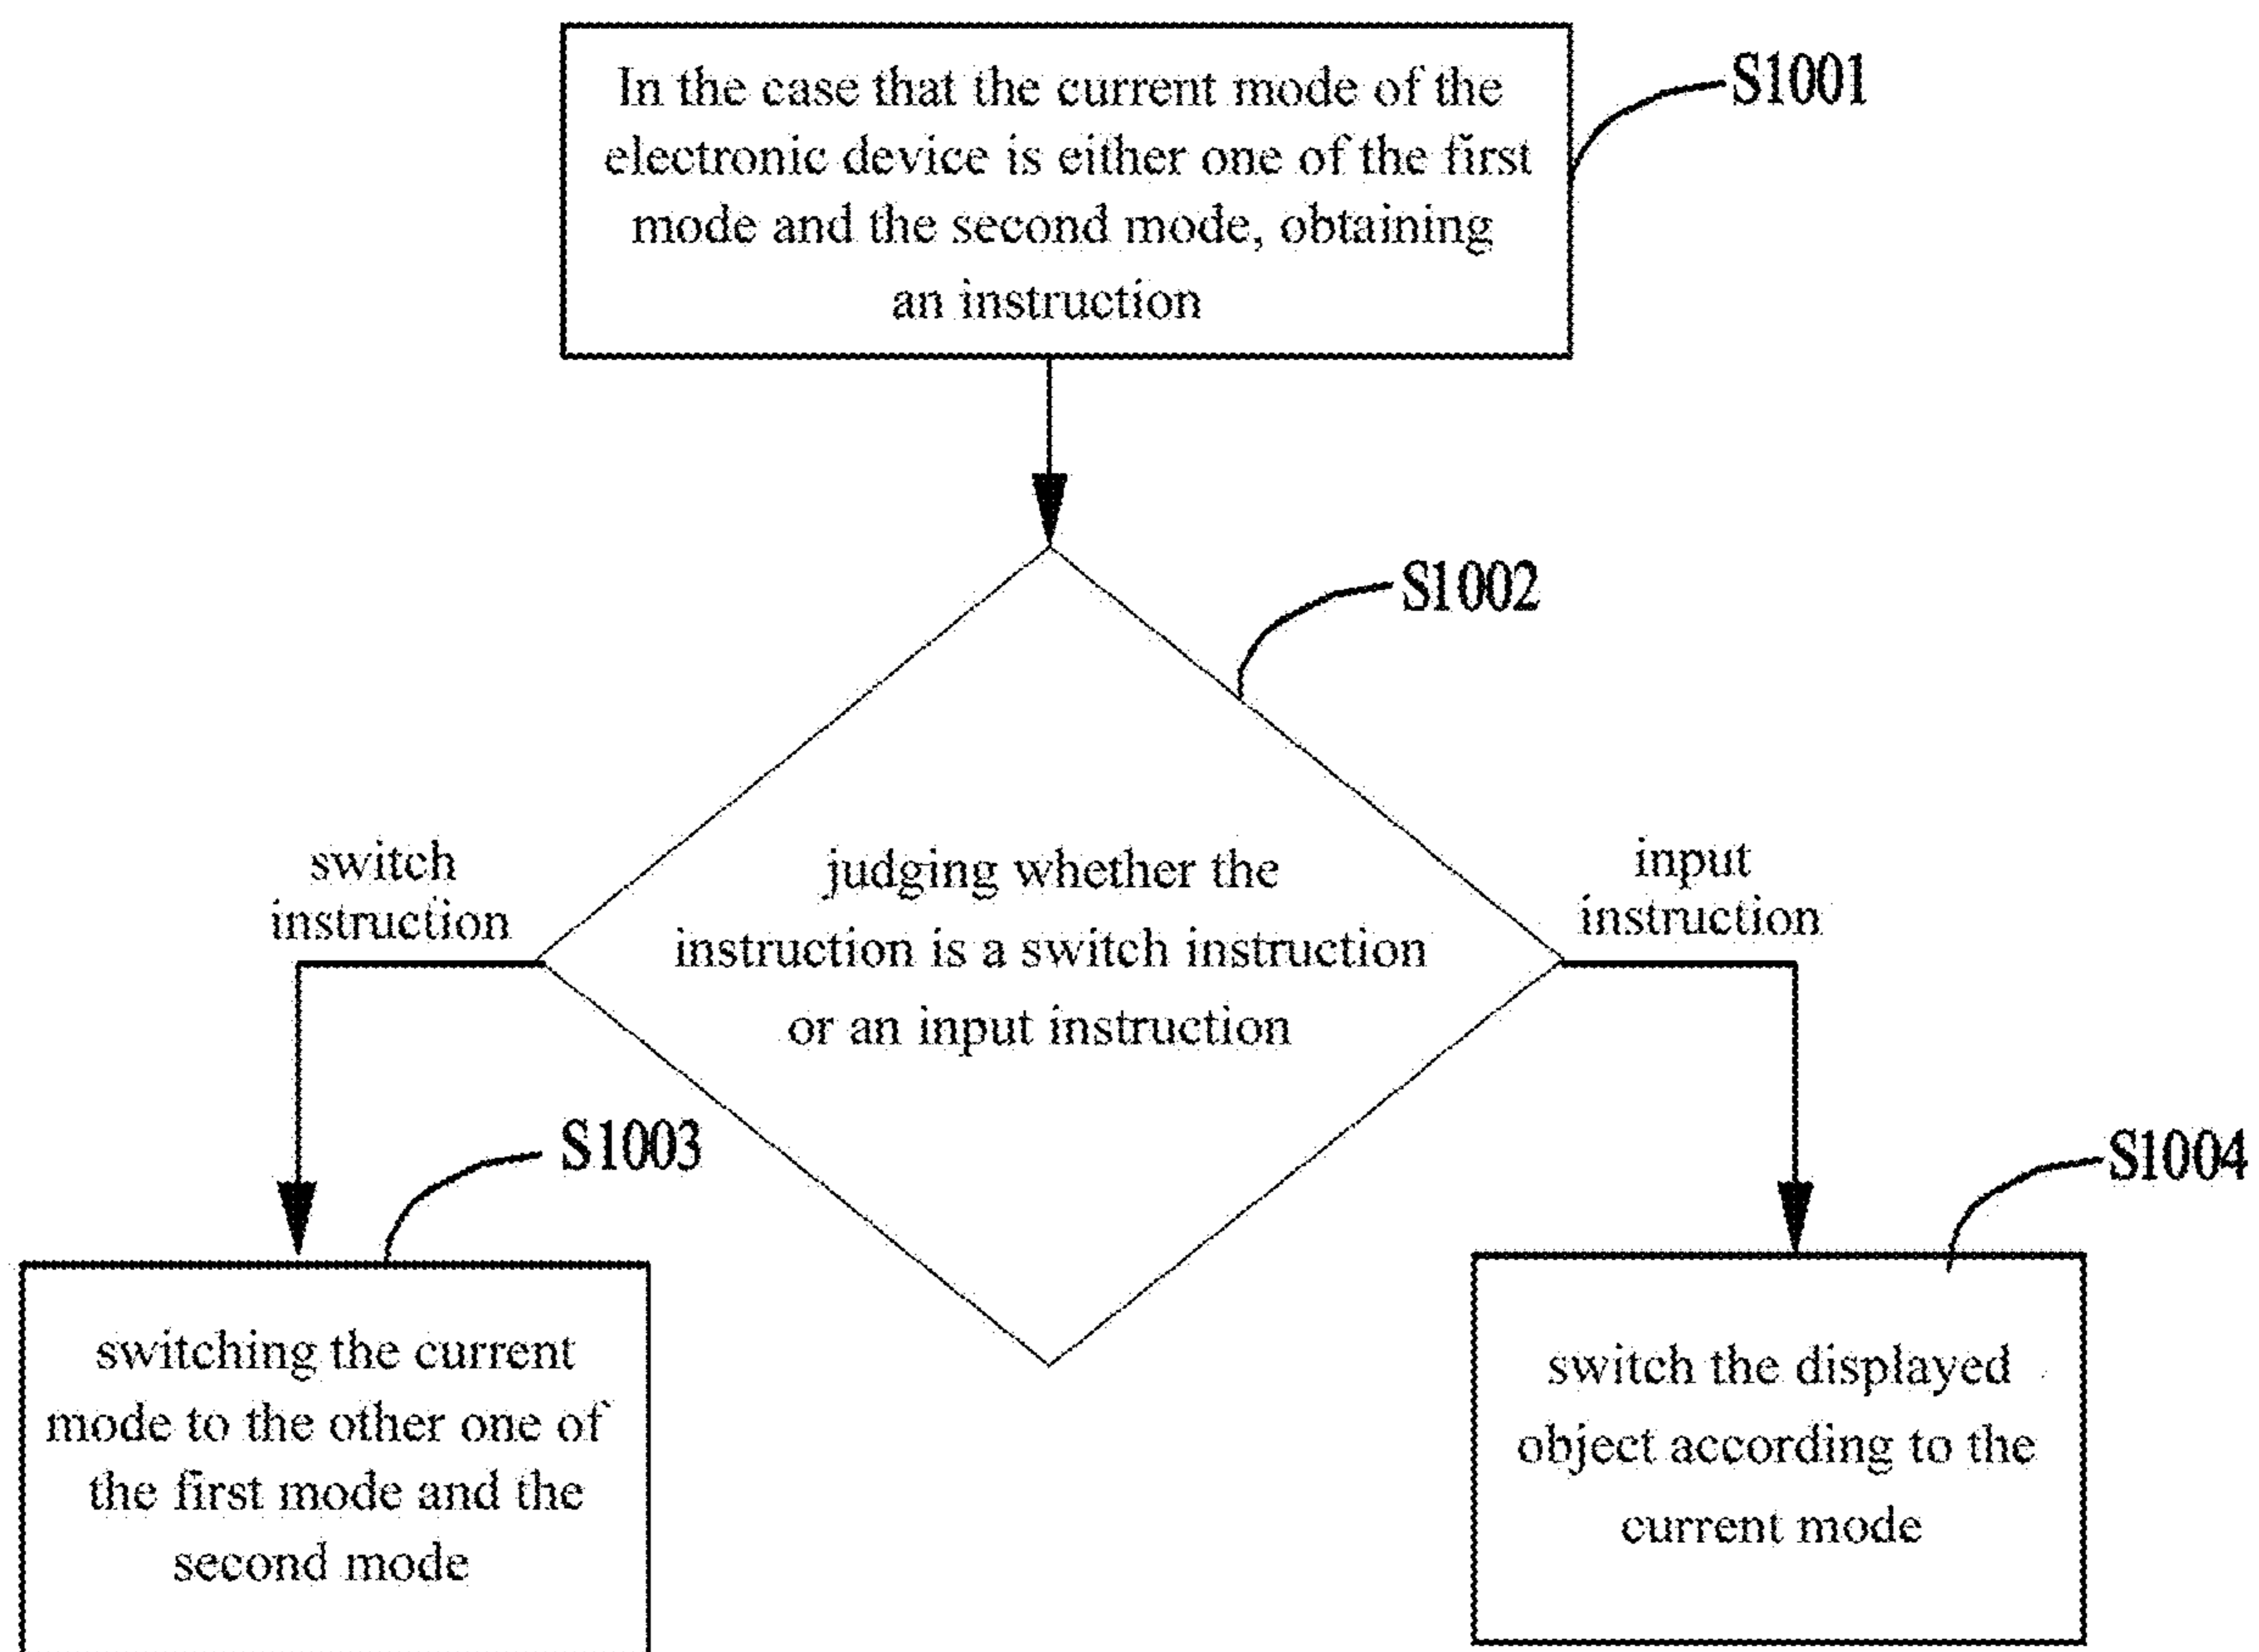 In the case that the current mode of the
electronic device is either one of the first
mode and the second mode, obtaining
an instruction
S1001
S1002
judging whether the
instruction is a switch instruction
or an input instruction
switch
instruction
input
instruction
S1003
switching the current
mode to the other one of
the first mode and the
second mode
S1004
switch the displayed
object according to the
current mode